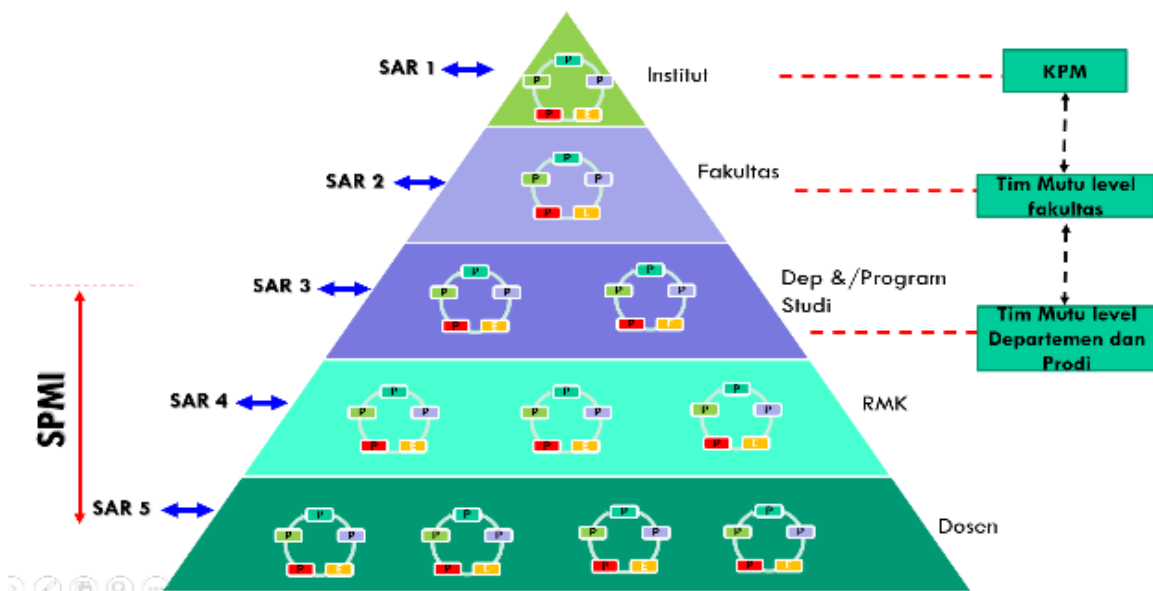 SAR 1
P
P
P
P
E
Institut
KPM
SAR 2
P
P
P
P
E
Fakultas
Tim Mutu level
fakultas
SAR 3
P
P
P
P
E
P
P
P
P
E
Dep &/Program
Studi
Tim Mutu level
Departemen dan
Prodi
SPMI
SAR 4
P
P
P
P
E
P
P
P
P
E
P
P
P
P
E
RMK
SAR 5
P
P
P
P
E
P
P
P
P
E
P
P
P
P
E
P
P
P
P
E
Dosen